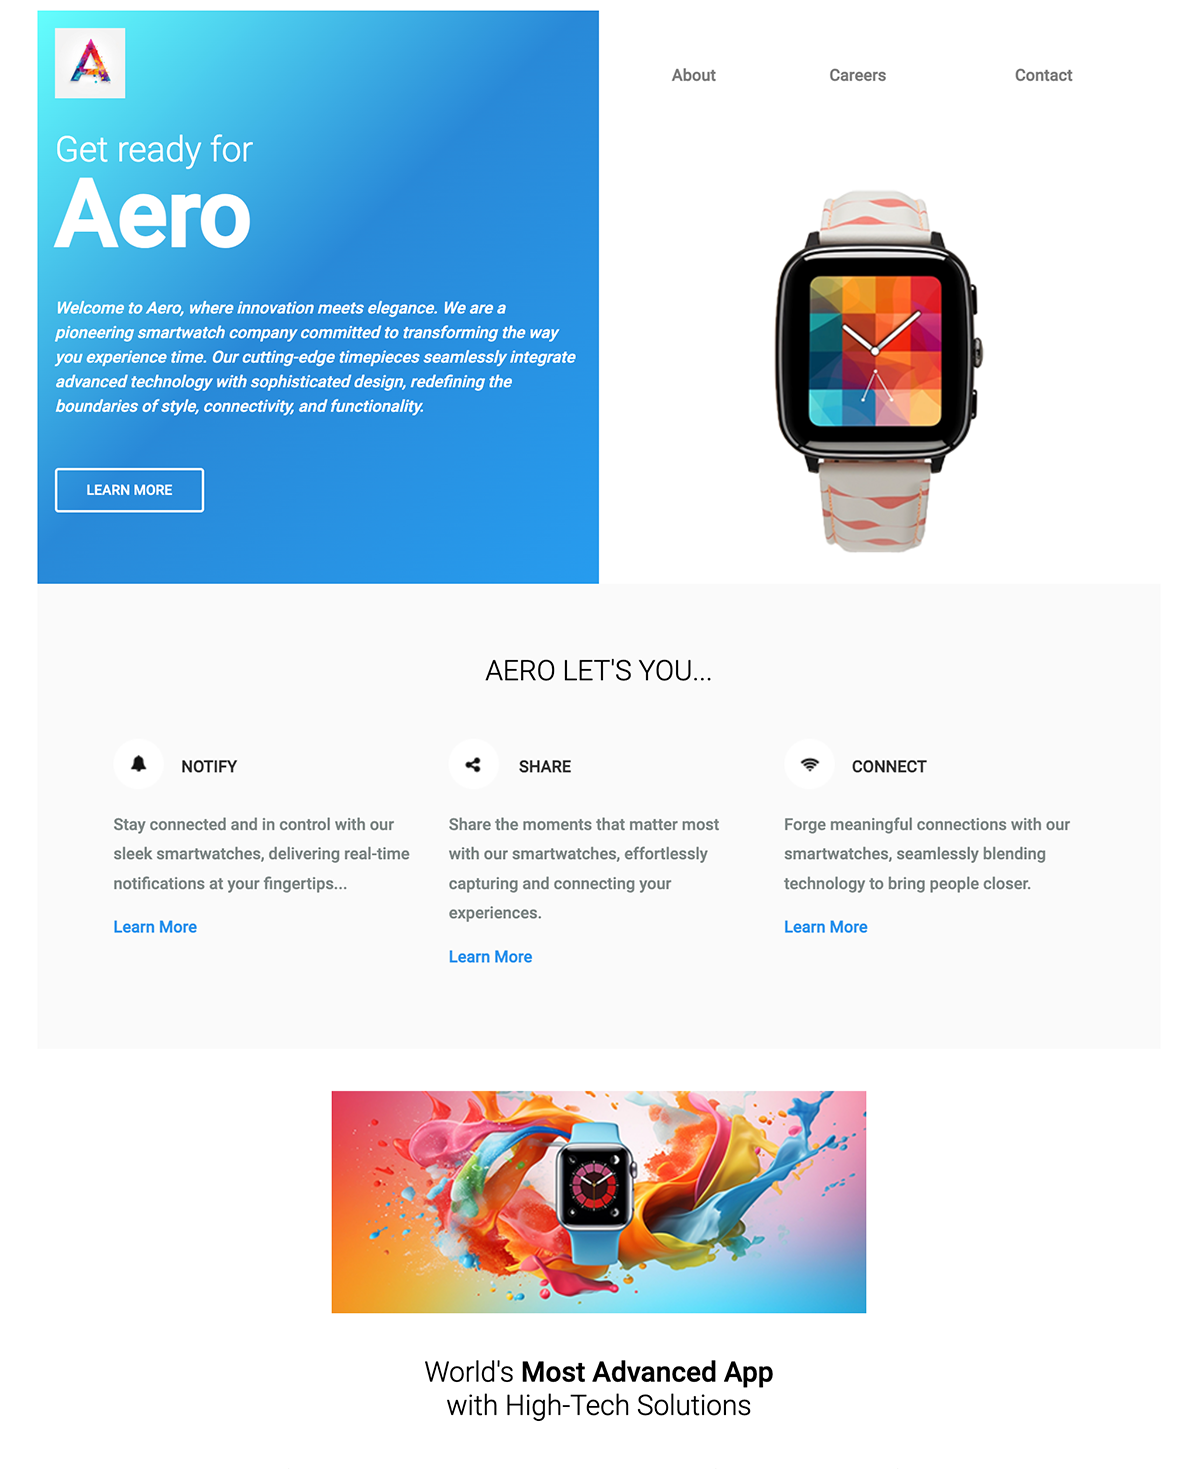 About
Careers
Contact
Get ready for
Aero
Welcome to Aero, where innovation meets elegance. We are a
pioneering smartwatch company committed to transforming the way
you experience time. Our cutting-edge timepieces seamlessly integrate
advanced technology with sophisticated design, redefining the
boundaries of style, connectivity, and functionality.
LEARN MORE
AERO LET'S YOU...
NOTIFY
Stay connected and in control with our
sleek smartwatches, delivering real-time
notifications at your fingertips...
Learn More
SHARE
Share the moments that matter most
with our smartwatches, effortlessly
capturing and connecting your
experiences.
Learn More
CONNECT
Forge meaningful connections with our
smartwatches, seamlessly blending
technology to bring people closer.
Learn More
World's Most Advanced App
with High-Tech Solutions